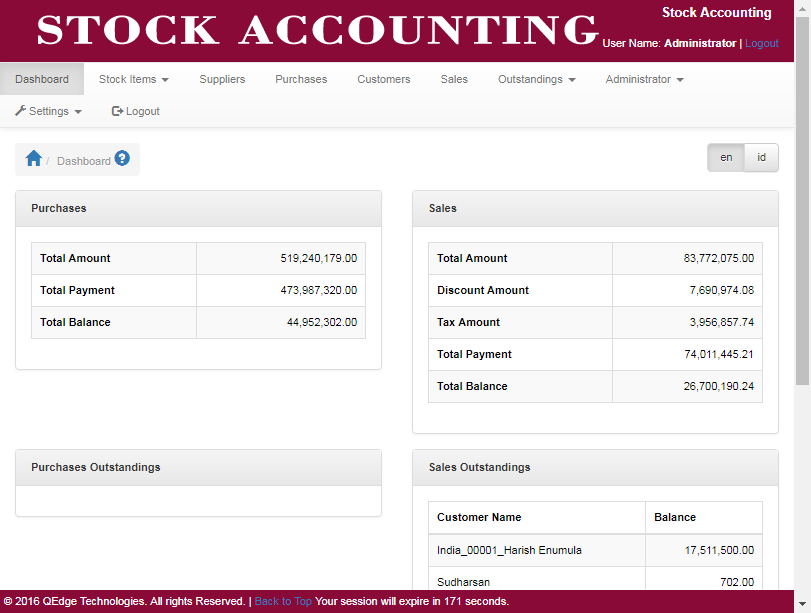 STOCK ACCOUNTING
Stock Accounting
User Name: Administrator | Logout
Dashboard Stock Items Suppliers Purchases Customers Sales Outstandings Administrator
Settings Logout
/ Dashboard ?
en id
Purchases
Total Amount 519,240,179.00
Total Payment 473,987,320.00
Total Balance 44,952,302.00
Sales
Total Amount 83,772,075.00
Discount Amount 7,690,974.08
Tax Amount 3,956,857.74
Total Payment 74,011,445.21
Total Balance 26,700,190.24
Purchases Outstandings
Sales Outstandings
Customer Name Balance
India_00001_Harish Enumula 17,511,500.00
Sudharsan 702.00
© 2016 QEdge Technologies. All rights Reserved. | Back to Top Your session will expire in 171 seconds.